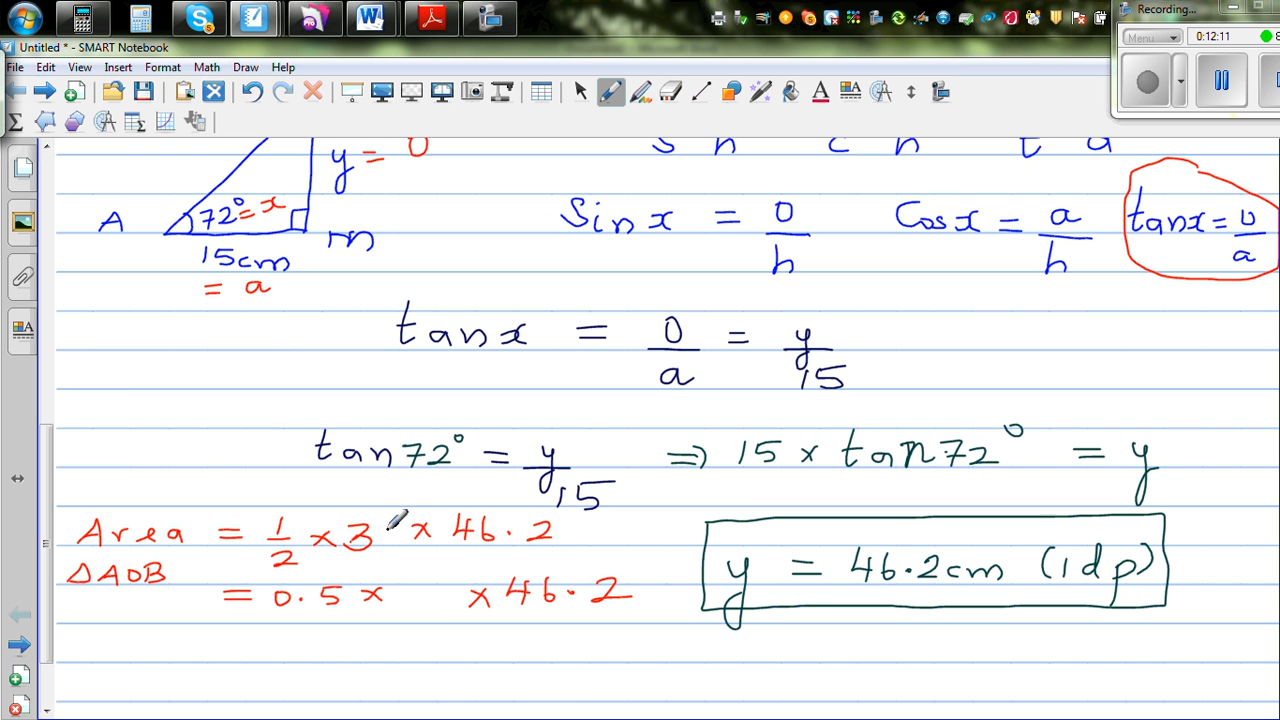 Recording...
Untitled * - SMART Notebook
Menu
0:12:11
8
File Edit View Insert Format Math Draw Help
y = 0
s h c h t a
A
72° = x
m
15cm
= a
Sin x = o/h Cos x = a/h tan x = o/a
tan x = o/a = y/15
tan 72° = y/15 ⇒ 15 × tan 72° = y
Area = 1/2 × 3 × 46.2
ΔAOB
= 0.5 × × 46.2
y = 46.2cm (1dp)